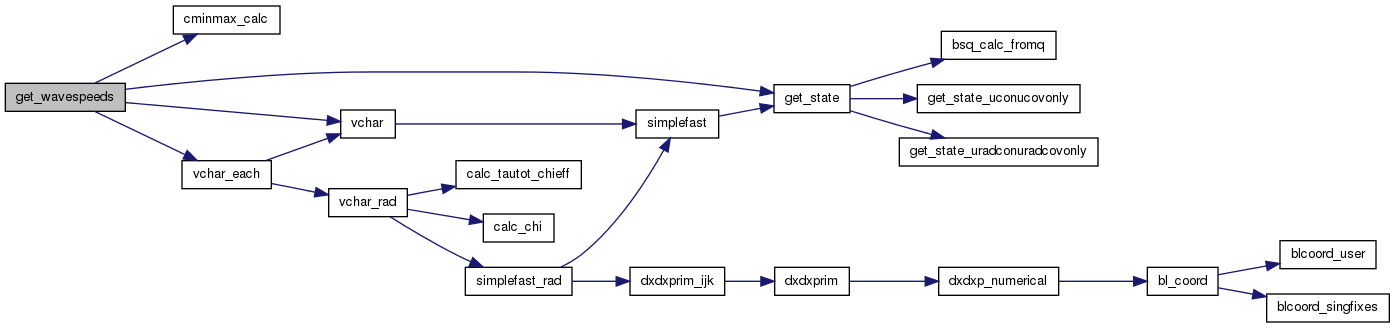 cminmax_calc
get_wavespeeds
vchar
vchar_each
vchar_rad
calc_tautot_chieff
calc_chi
simplefast_rad
simplefast
get_state
bsq_calc_fromq
get_state_uconucovonly
get_state_uradconuradcovonly
dxdxprim_ijk
dxdxprim
dxdxp_numerical
bl_coord
blcoord_user
blcoord_singfixes